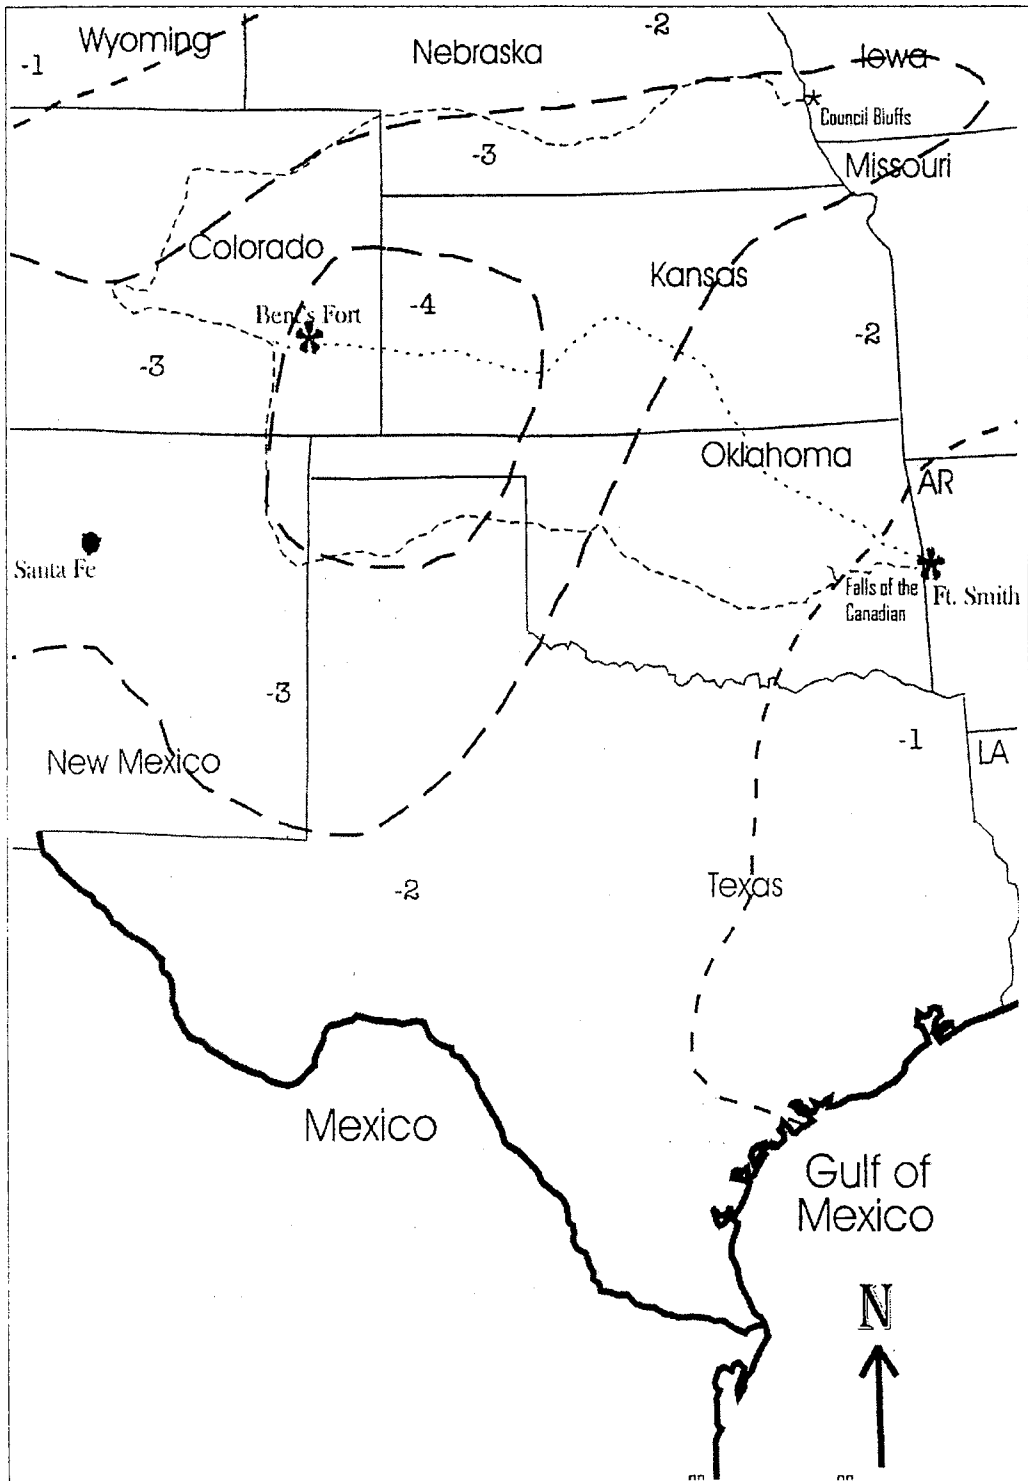 -2
Wyoming
Nebraska
Iowa
-1
Council Bluffs
-3
Missouri
Colorado
Kansas
Bent's Fort
-4
-2
-3
Oklahoma
AR
Santa Fe
Falls of the
Canadian
Ft. Smith
-3
-1
New Mexico
LA
-2
Texas
Mexico
Gulf of
Mexico
N